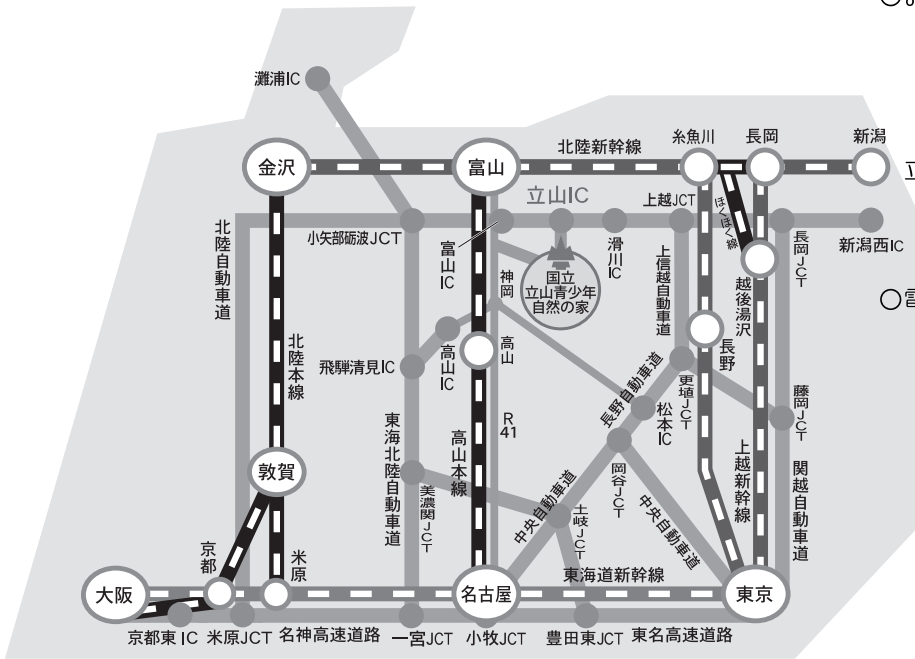 灘浦IC
金沢
富山
北陸新幹線
糸魚川
長岡
新潟
立山IC
上越JCT
ほくほく線
小矢部砺波JCT
富山IC
滑川IC
新潟西IC
長岡JCT
北陸自動車道
神岡
国立
立山青少年
自然の家
上信越自動車道
越後湯沢
北陸本線
飛騨清見IC
高山IC
高山
長野
長野自動車道
更埴JCT
松本IC
藤岡JCT
東海北陸自動車道
高山本線
R41
敦賀
美濃関JCT
中央自動車道
岡谷JCT
土岐JCT
中央自動車道
上越新幹線
関越自動車道
京都
米原
大阪
名古屋
東海道新幹線
東京
京都東IC
米原JCT
名神高速道路
一宮JCT
小牧JCT
豊田東JCT
東名高速道路